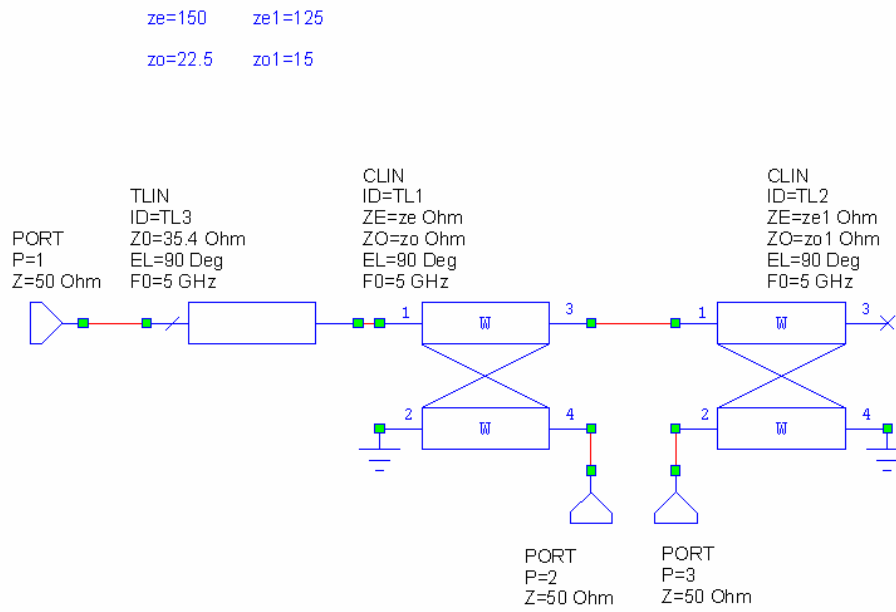 ze=150 ze1=125
zo=22.5 zo1=15
PORT
P=1
Z=50 Ohm
TLIN
ID=TL3
Z0=35.4 Ohm
EL=90 Deg
F0=5 GHz
CLIN
ID=TL1
ZE=ze Ohm
ZO=zo Ohm
EL=90 Deg
F0=5 GHz
CLIN
ID=TL2
ZE=ze1 Ohm
ZO=zo1 Ohm
EL=90 Deg
F0=5 GHz
1 W 3
2 W 4
1 W 3
2 W 4
PORT
P=2
Z=50 Ohm
PORT
P=3
Z=50 Ohm